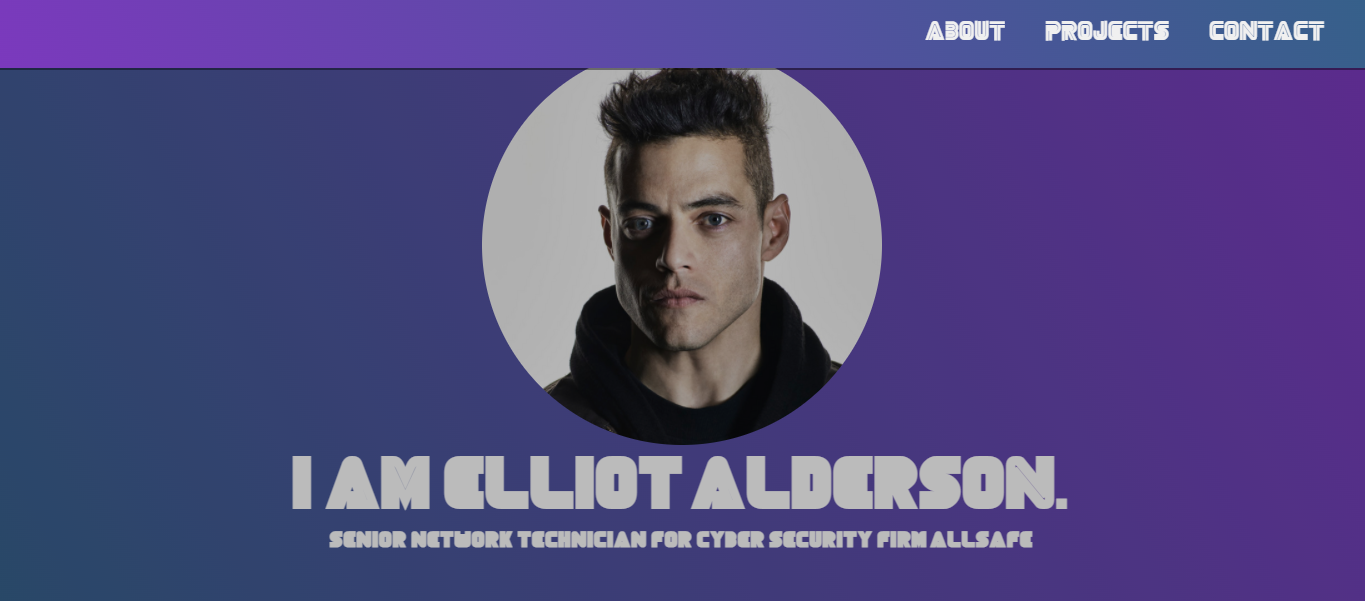 ABOUT PROJECTS CONTACT
I AM ELLIOT ALDERSON.
SENIOR NETWORK TECHNICIAN FOR CYBER SECURITY FIRM ALLSAFE